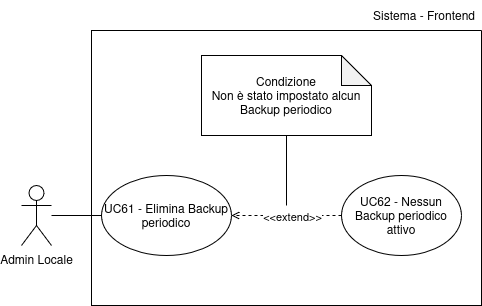 Sistema - Frontend
Condizione
Non è stato impostato alcun
Backup periodico
UC61 - Elimina Backup
periodico
<<extend>>
UC62 - Nessun
Backup periodico
attivo
Admin Locale